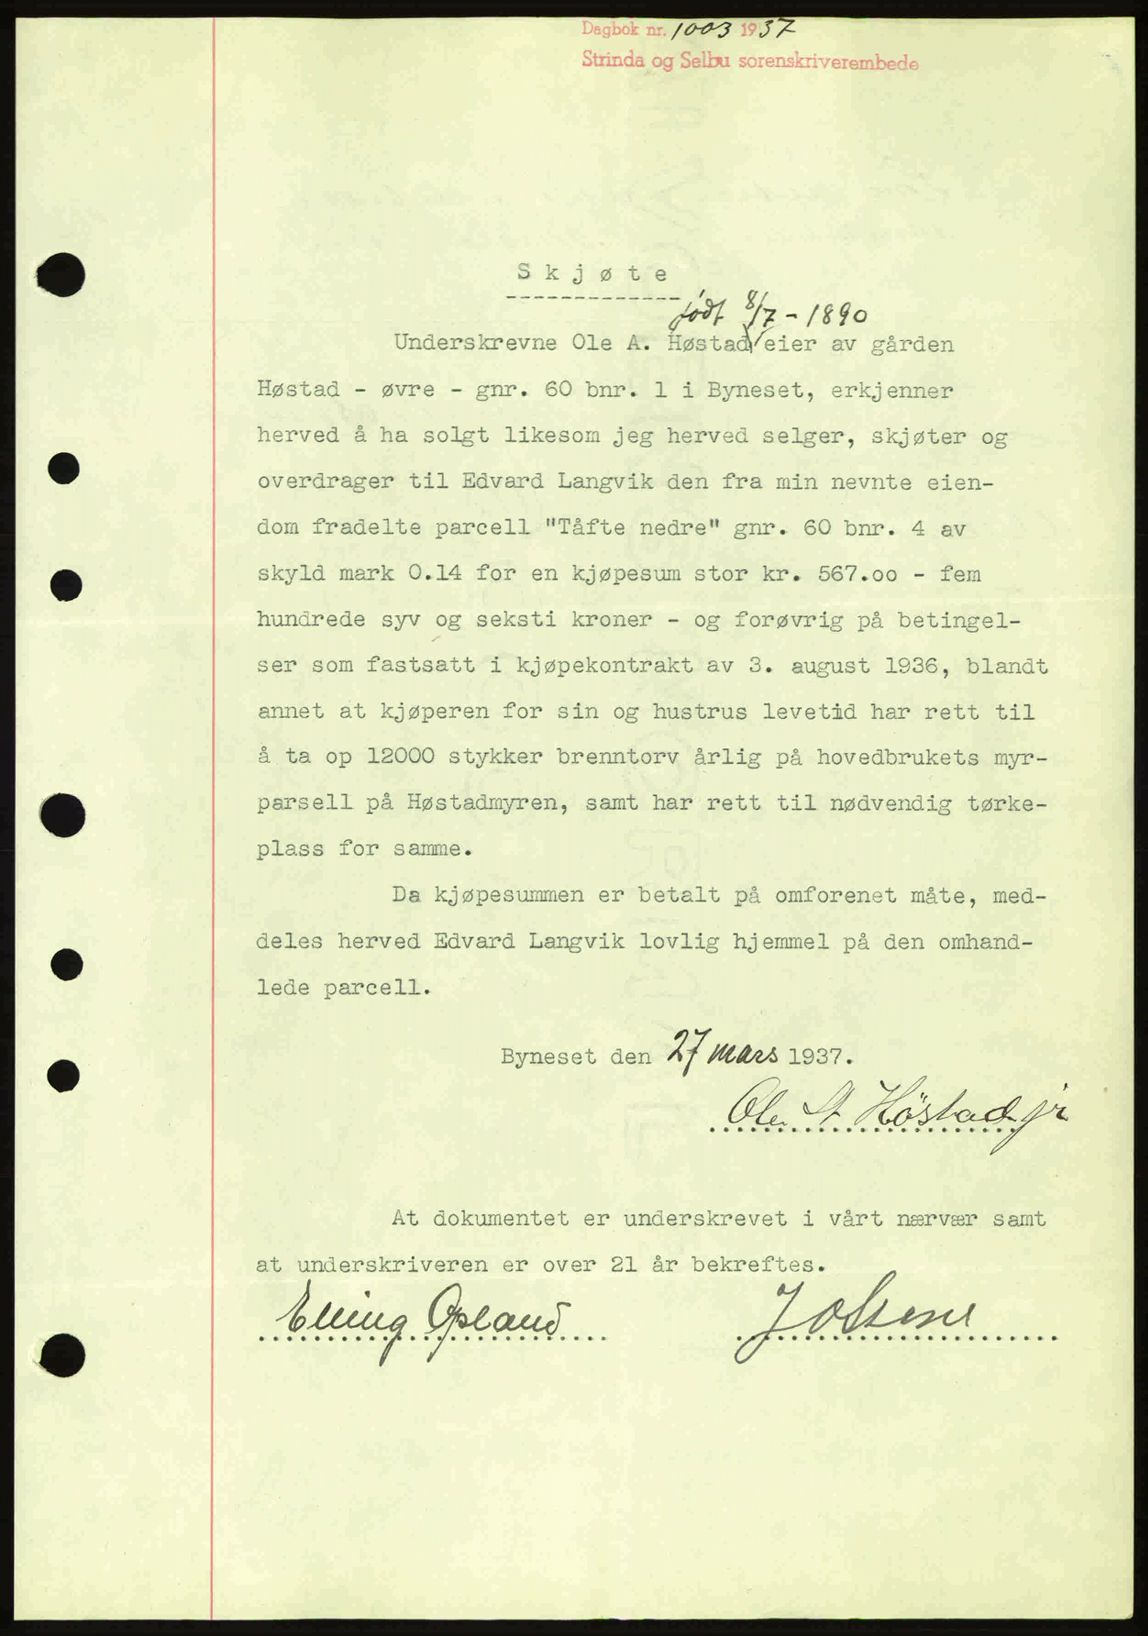 Dagbok nr. 1003 1937
Strinda og Selbu sorenskriverembede
Skjøte
født 8/7 - 1890
Underskrevne Ole A. Høstad eier av gården
Høstad - øvre - gnr. 60 bnr. 1 i Byneset, erkjenner
herved å ha solgt likesom jeg herved selger, skjøter og
overdrager til Edvard Langvik den fra min nevnte eien-
dom fradelte parcell "Tåfte nedre" gnr. 60 bnr. 4 av
skyld mark 0.14 for en kjøpesum stor kr. 567.oo - fem
hundrede syv og seksti kroner - og forøvrig på betingel-
ser som fastsatt i kjøpekontrakt av 3. august 1936, blandt
annet at kjøperen for sin og hustrus levetid har rett til
å ta op 12000 stykker brenntorv årlig på hovedbrukets myr-
parsell på Høstadmyren, samt har rett til nødvendig tørke-
plass for samme.
Da kjøpesummen er betalt på omforenet måte, med-
deles herved Edvard Langvik lovlig hjemmel på den omhand-
lede parcell.
Byneset den 27 mars 1937.
Ole A Höstad jr
At dokumentet er underskrevet i vårt nærvær samt
at underskriveren er over 21 år bekreftes.
Elling Opland